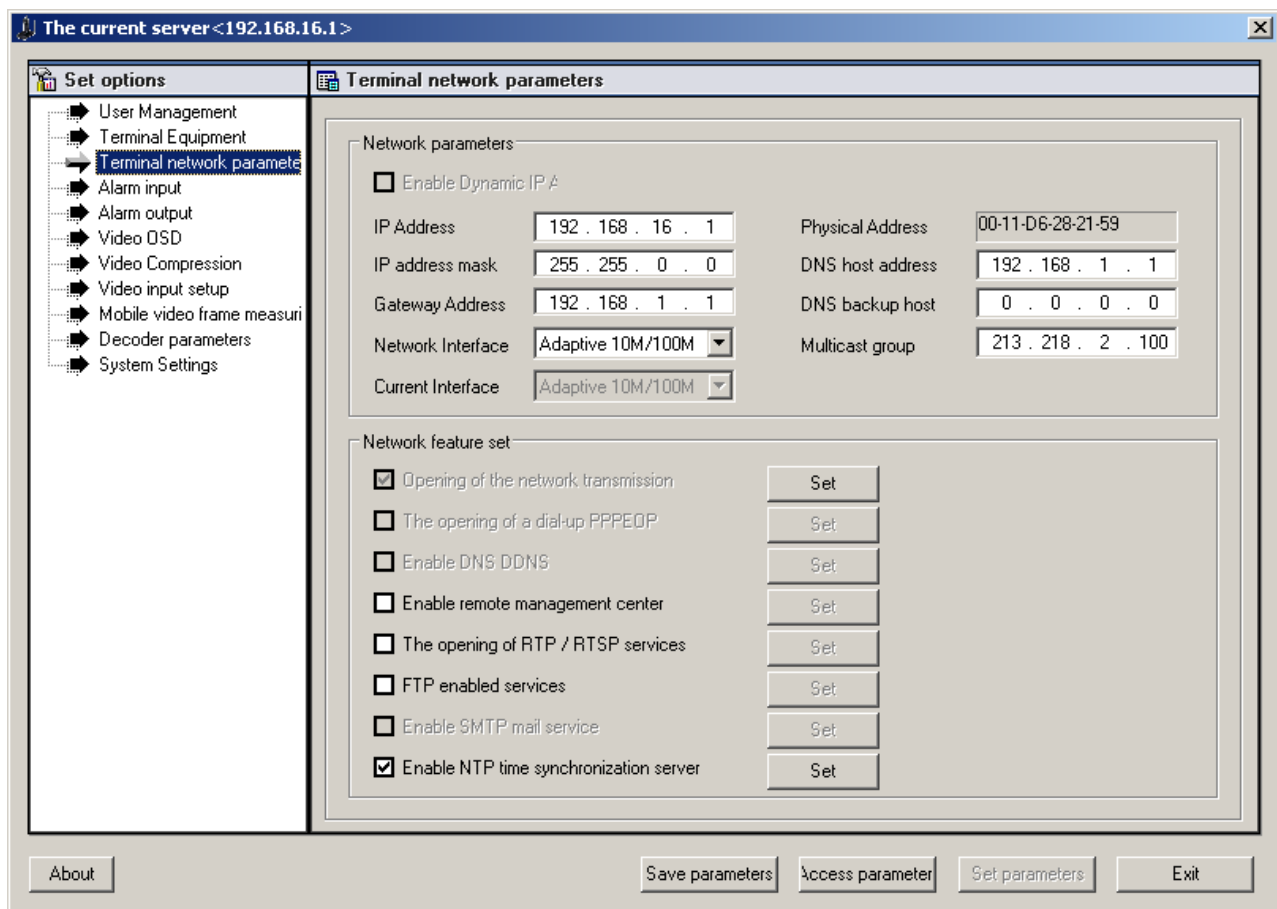 The current server<192.168.16.1>
Set options
User Management
Terminal Equipment
Terminal network paramete
Alarm input
Alarm output
Video OSD
Video Compression
Video input setup
Mobile video frame measuri
Decoder parameters
System Settings
Terminal network parameters
Network parameters
Enable Dynamic IP A
IP Address 192 . 168 . 16 . 1 Physical Address 00-11-D6-28-21-59
IP address mask 255 . 255 . 0 . 0 DNS host address 192 . 168 . 1 . 1
Gateway Address 192 . 168 . 1 . 1 DNS backup host 0 . 0 . 0 . 0
Network Interface Adaptive 10M/100M Multicast group 213 . 218 . 2 . 100
Current Interface Adaptive 10M/100M
Network feature set
Opening of the network transmission Set
The opening of a dial-up PPPEOP Set
Enable DNS DDNS Set
Enable remote management center Set
The opening of RTP / RTSP services Set
FTP enabled services Set
Enable SMTP mail service Set
Enable NTP time synchronization server Set
About Save parameters Access parameter Set parameters Exit